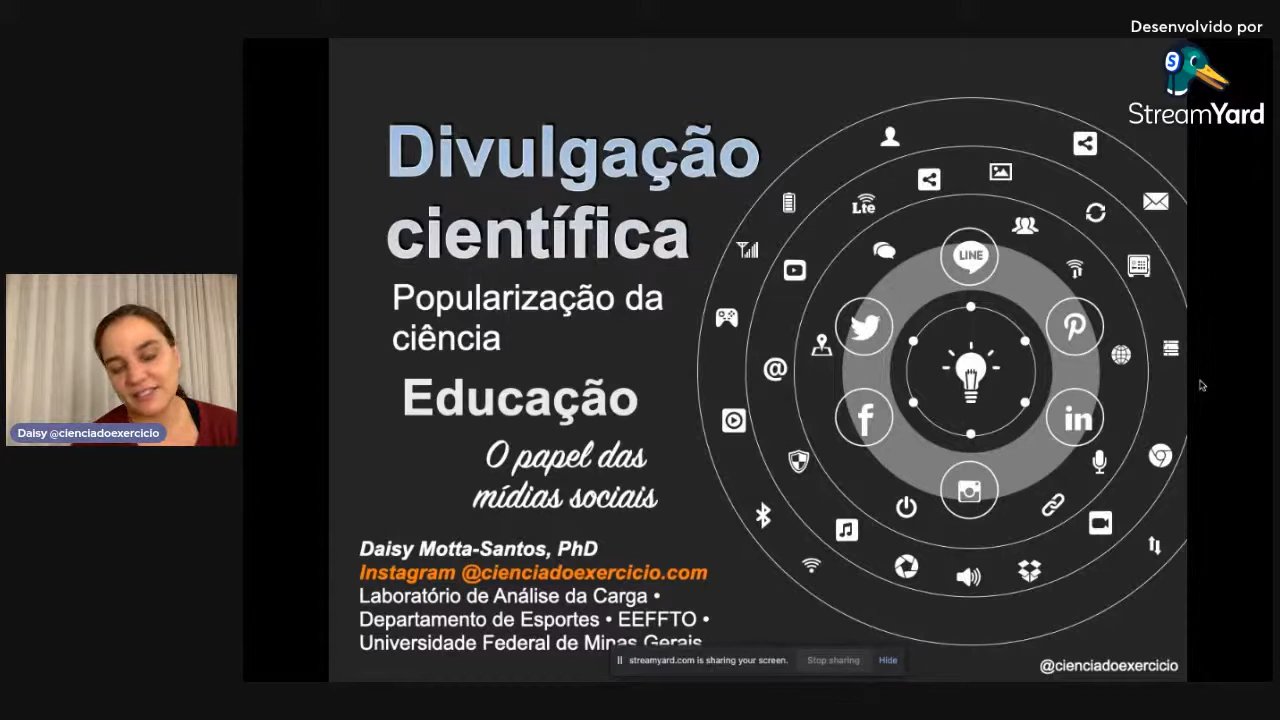 Desenvolvido por
StreamYard
Divulgação
científica
Popularização da
ciência
Educação
O papel das
mídias sociais
Daisy Motta-Santos, PhD
Instagram @cienciadoexercicio.com
Laboratório de Análise da Carga •
Departamento de Esportes • EEFFTO •
Universidade Federal de Minas Gerais
LINE
Lte
@
f
in
S
Daisy @cienciadoexercicio
streamyard.com is sharing your screen.
Stop sharing
Hide
@cienciadoexercicio